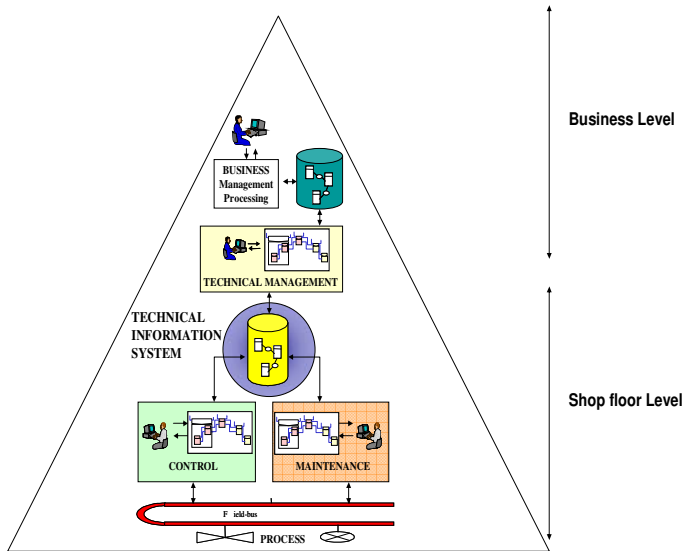 Business Level
BUSINESS
Management
Processing
TECHNICAL MANAGEMENT
TECHNICAL
INFORMATION
SYSTEM
Shop floor Level
CONTROL
MAINTENANCE
F ield-bus
PROCESS